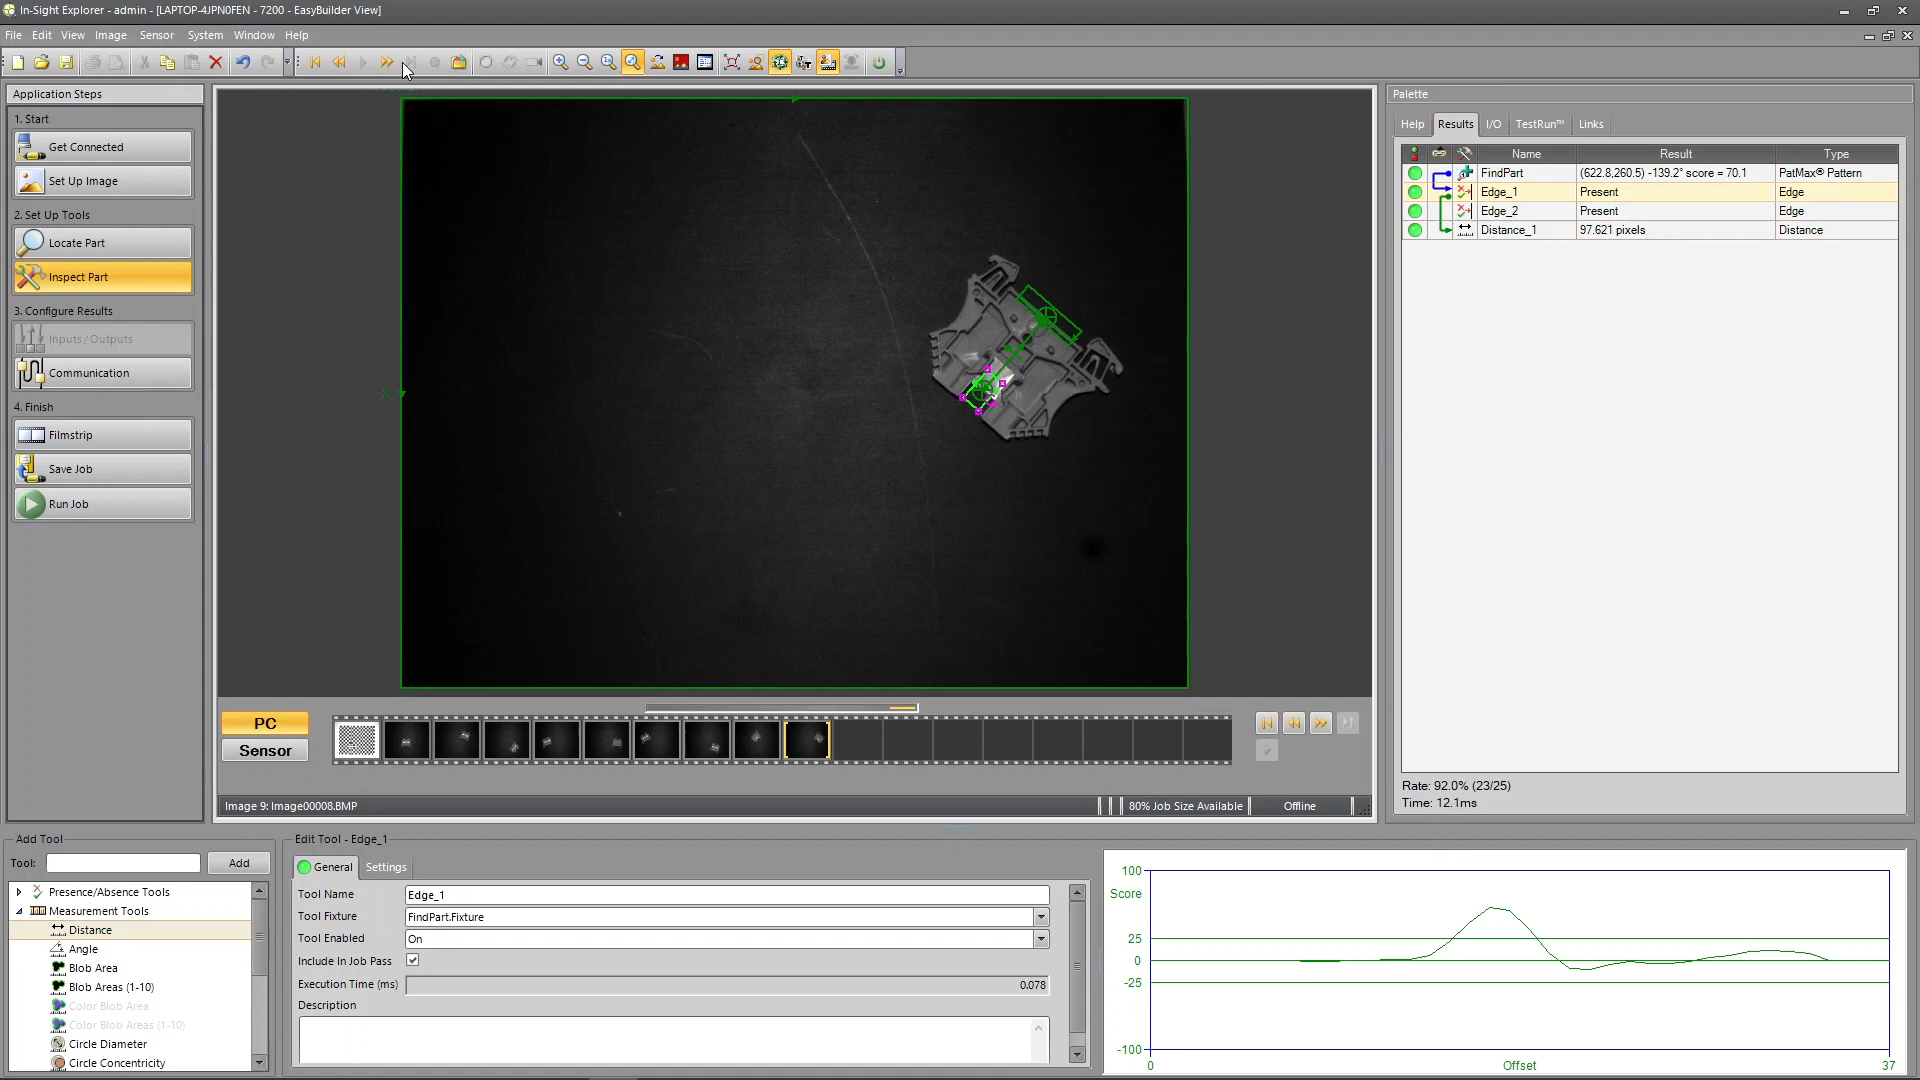 In-Sight Explorer - admin - [LAPTOP-4JPN0FEN - 7200 - EasyBuilder View]
File Edit View Image Sensor System Window Help
Application Steps
1. Start
Get Connected
Set Up Image
2. Set Up Tools
Locate Part
Inspect Part
3. Configure Results
Inputs/Outputs
Communication
4. Finish
Filmstrip
Save Job
Run Job
X
PC
Sensor
Image 9: Image00008.BMP
80% Job Size Available
Offline
Palette
Help Results I/O TestRun™ Links
Name Result Type
FindPart (622.8,260.5) -139.2° score = 70.1 PatMax® Pattern
Edge_1 Present Edge
Edge_2 Present Edge
Distance_1 97.621 pixels Distance
Rate: 92.0% (23/25)
Time: 12.1ms
Add Tool
Tool: Add
Presence/Absence Tools
Measurement Tools
Distance
Angle
Blob Area
Blob Areas (1-10)
Color Blob Area
Color Blob Areas (1-10)
Circle Diameter
Circle Concentricity
Edit Tool - Edge_1
General Settings
Tool Name Edge_1
Tool Fixture FindPart.Fixture
Tool Enabled On
Include In Job Pass
Execution Time (ms) 0.078
Description
100
Score
25
0
-25
-100
0 Offset 37